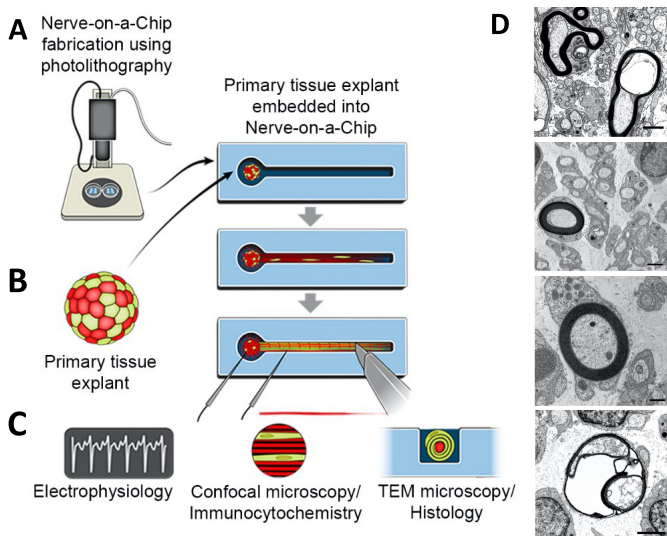 A
Nerve-on-a-Chip
fabrication using
photolithography
Primary tissue explant
embedded into
Nerve-on-a-Chip
B
Primary tissue
explant
C
Electrophysiology
Confocal microscopy/
Immunocytochemistry
TEM microscopy/
Histology
D